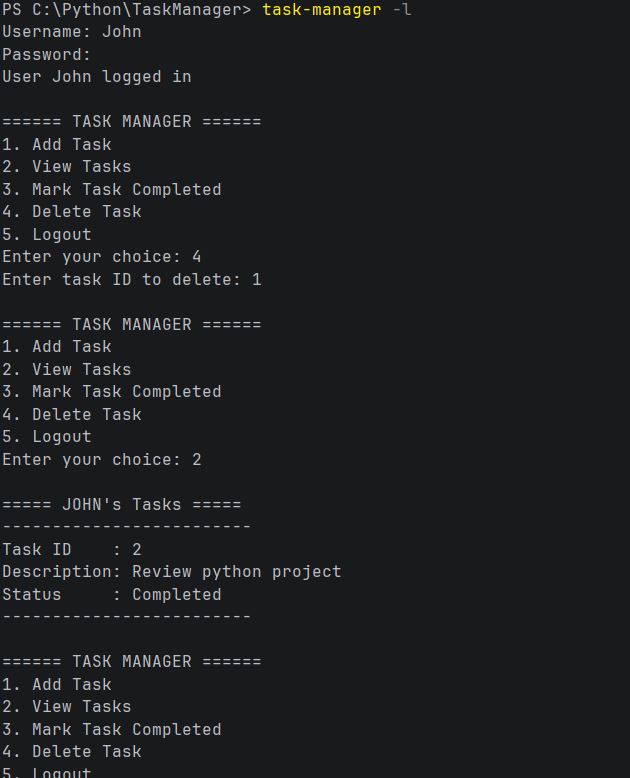 PS C:\Python\TaskManager> task-manager -l
Username: John
Password:
User John logged in

====== TASK MANAGER ======
1. Add Task
2. View Tasks
3. Mark Task Completed
4. Delete Task
5. Logout
Enter your choice: 4
Enter task ID to delete: 1

====== TASK MANAGER ======
1. Add Task
2. View Tasks
3. Mark Task Completed
4. Delete Task
5. Logout
Enter your choice: 2

===== JOHN's Tasks =====
-------------------------
Task ID    : 2
Description: Review python project
Status     : Completed
-------------------------

====== TASK MANAGER ======
1. Add Task
2. View Tasks
3. Mark Task Completed
4. Delete Task
5. Logout